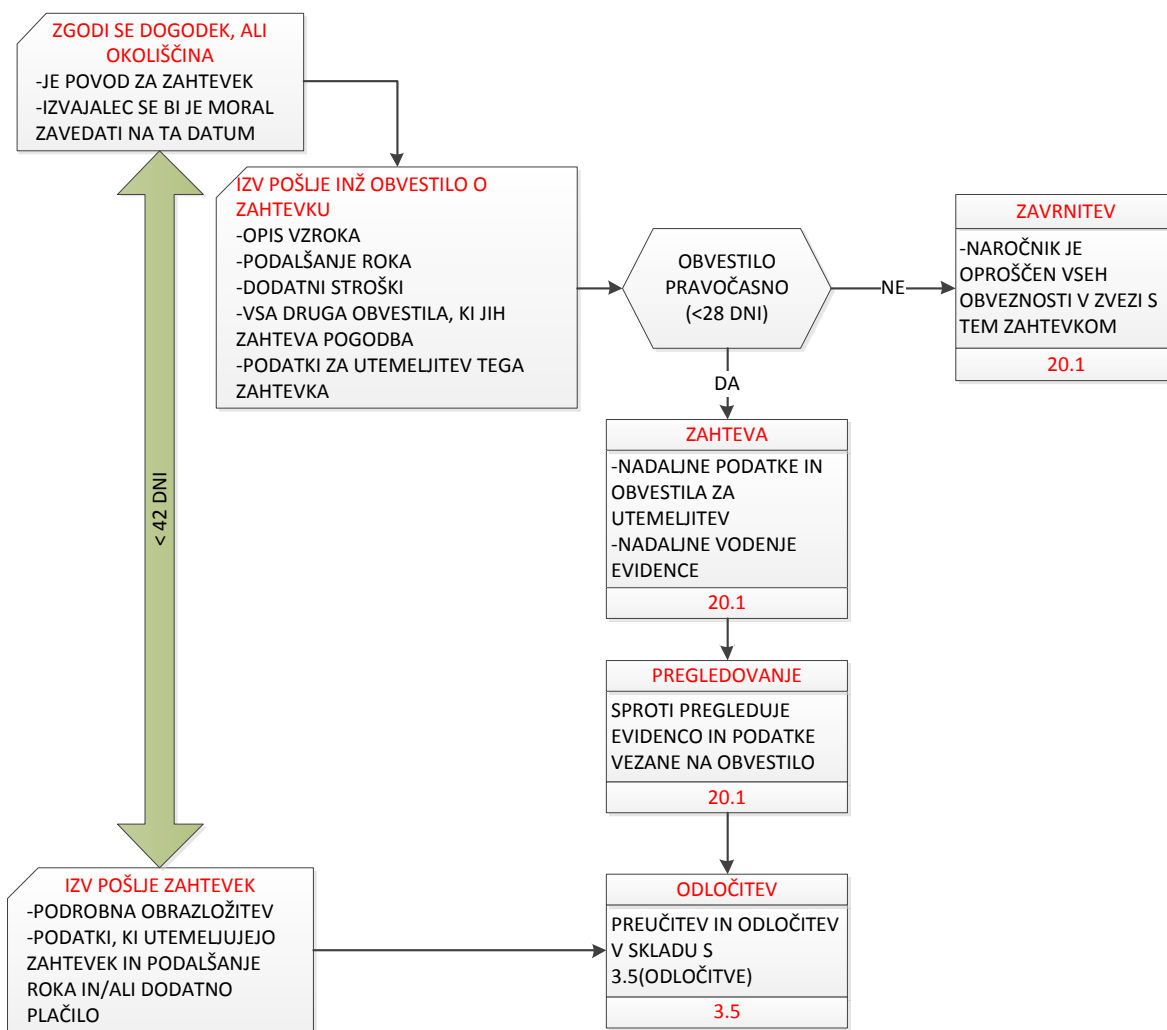 ZGODI SE DOGODEK, ALI
OKOLIŠČINA
-JE POVOD ZA ZAHTEVEK
-IZVAJALEC SE BI JE MORAL
ZAVEDATI NA TA DATUM
IZV POŠLJE INŽ OBVESTILO O
ZAHTEVKU
-OPIS VZROKA
-PODALŠANJE ROKA
-DODATNI STROŠKI
-VSA DRUGA OBVESTILA, KI JIH
ZAHTEVA POGODBA
-PODATKI ZA UTEMELJITEV TEGA
ZAHTEVKA
OBVESTILO
PRAVOČASNO
(<28 DNI)
NE
ZAVRNITEV
-NAROČNIK JE
OPROŠČEN VSEH
OBVEZNOSTI V ZVEZI S
TEM ZAHTEVKOM
20.1
DA
ZAHTEVA
-NADALJNE PODATKE IN
OBVESTILA ZA
UTEMELJITEV
-NADALJNE VODENJE
EVIDENCE
20.1
< 42 DNI
PREGLEDOVANJE
SPROTI PREGLEDUJE
EVIDENCO IN PODATKE
VEZANE NA OBVESTILO
20.1
IZV POŠLJE ZAHTEVEK
-PODROBNA OBRAZLOŽITEV
-PODATKI, KI UTEMELJUJEJO
ZAHTEVEK IN PODALŠANJE
ROKA IN/ALI DODATNO
PLAČILO
ODLOČITEV
PREUČITEV IN ODLOČITEV
V SKLADU S
3.5(ODLOČITVE)
3.5